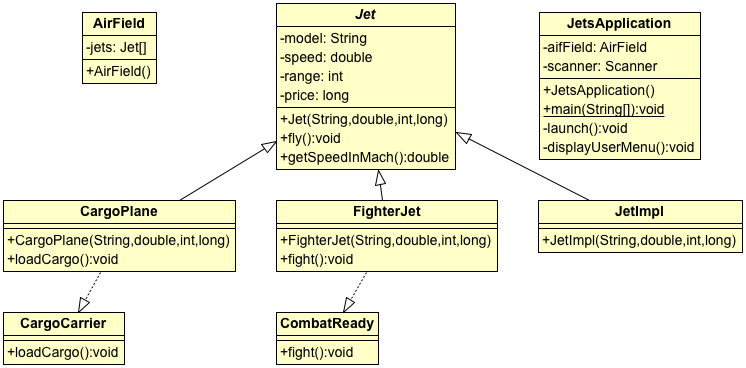 AirField
-jets: Jet[]
+AirField()
Jet
-model: String
-speed: double
-range: int
-price: long
+Jet(String,double,int,long)
+fly():void
+getSpeedInMach():double
JetsApplication
-aifField: AirField
-scanner: Scanner
+JetsApplication()
+main(String[]):void
-launch():void
-displayUserMenu():void
CargoPlane
+CargoPlane(String,double,int,long)
+loadCargo():void
FighterJet
+FighterJet(String,double,int,long)
+fight():void
JetImpl
+JetImpl(String,double,int,long)
CargoCarrier
+loadCargo():void
CombatReady
+fight():void